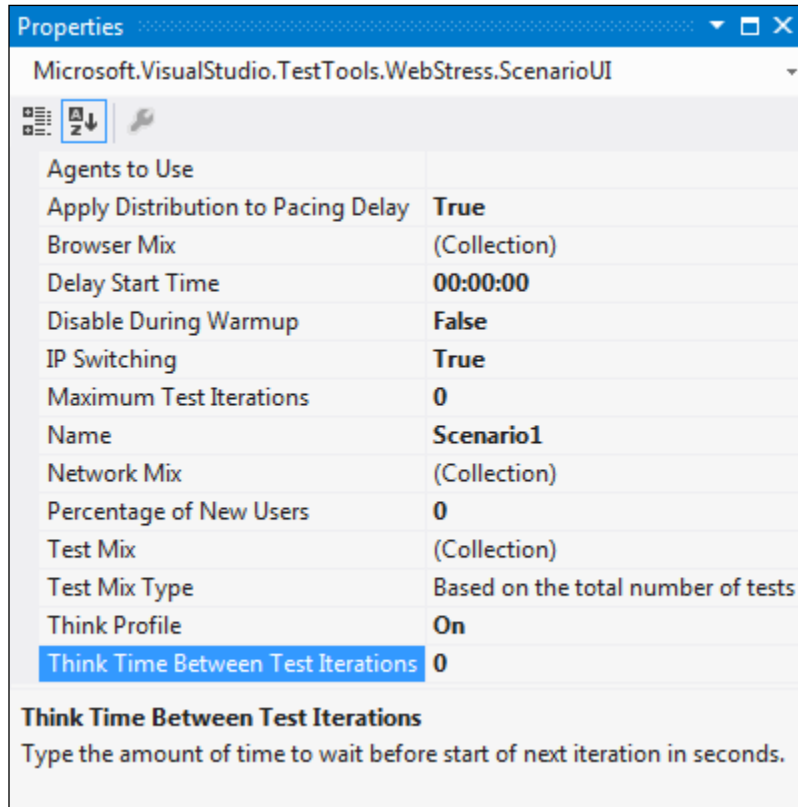 Properties
Microsoft.VisualStudio.TestTools.WebStress.ScenarioUI
Agents to Use
Apply Distribution to Pacing Delay True
Browser Mix (Collection)
Delay Start Time 00:00:00
Disable During Warmup False
IP Switching True
Maximum Test Iterations 0
Name Scenario1
Network Mix (Collection)
Percentage of New Users 0
Test Mix (Collection)
Test Mix Type Based on the total number of tests
Think Profile On
Think Time Between Test Iterations 0
Think Time Between Test Iterations
Type the amount of time to wait before start of next iteration in seconds.